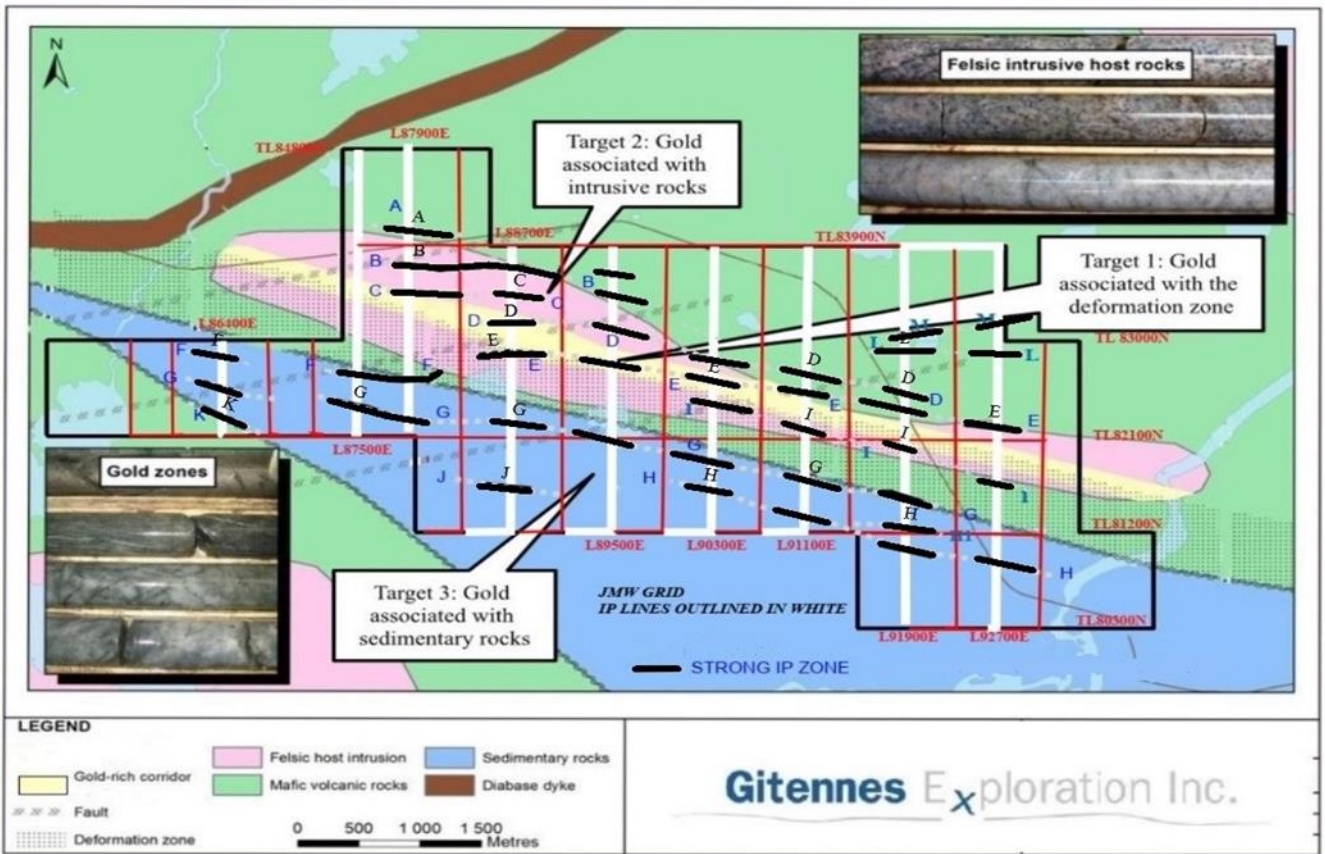 N
Felsic intrusive host rocks
L87900E
TL848
Target 2: Gold
associated with
intrusive rocks
A
A
L88700E
TL83900N
Target 1: Gold
associated with the
deformation zone
B
B
C
B
C
C
D
D
D
M
M
L
L
TL 83000N
L86400E
E
E
F
F
F
F
E
E
D
D
D
E
E
E
G
G
G
G
K
K
I
I
I
I
I
L87500E
TL82100N
G
G
J
J
H
H
H
G
G
H
Gold zones
L89500E
L90300E
L91100E
TL81200N
Target 3: Gold
associated with
sedimentary rocks
JMW GRID
IP LINES OUTLINED IN WHITE
L91900E
L92700E
TL80300N
STRONG IP ZONE
LEGEND
Gold-rich corridor
Fault
Deformation zone
Felsic host intrusion
Mafic volcanic rocks
Sedimentary rocks
Diabase dyke
0 500 1 000 1 500
Metres
Gitennes Exploration Inc.